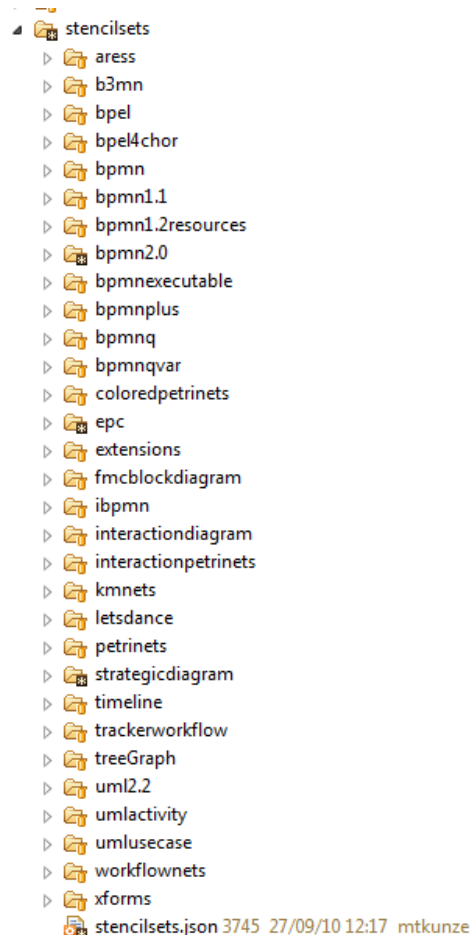 stencilsets
aress
b3mn
bpel
bpel4chor
bpmn
bpmn1.1
bpmn1.2resources
bpmn2.0
bpmnexecutable
bpmnplus
bpmnq
bpmnqvar
coloredpetrinets
epc
extensions
fmcblockdiagram
ibpmn
interactiondiagram
interactionpetrinets
kmnets
letsdance
petrinets
strategicdiagram
timeline
trackerworkflow
treeGraph
uml2.2
umlactivity
umlusecase
workflownets
xforms
stencilsets.json 3745 27/09/10 12:17 mtkunze